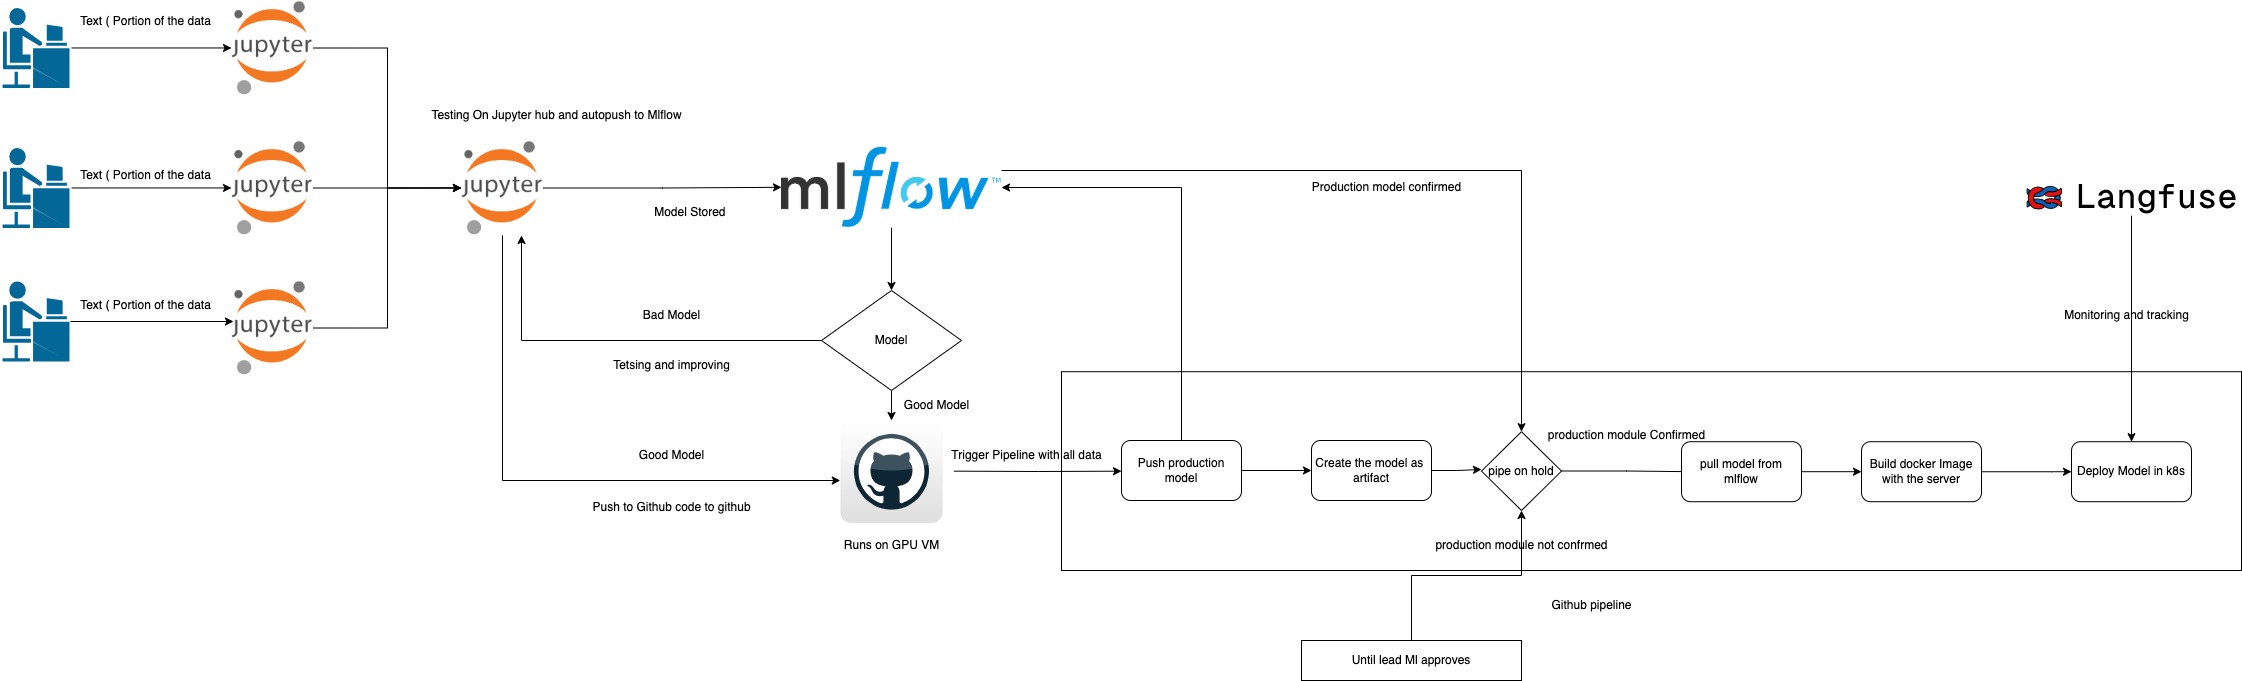 Text ( Portion of the data
jupyter
Testing On Jupyter hub and autopush to Mlflow
Text ( Portion of the data
jupyter
jupyter
Model Stored
mlflow™
Production model confirmed
Langfuse
Text ( Portion of the data
jupyter
Bad Model
Tetsing and improving
Model
Monitoring and tracking
Good Model
Good Model
Push to Github code to github
Runs on GPU VM
Trigger Pipeline with all data
Push production
model
Create the model as
artifact
pipe on hold
production module Confirmed
pull model from
mlflow
Build docker Image
with the server
Deploy Model in k8s
production module not confrmed
Github pipeline
Until lead Ml approves